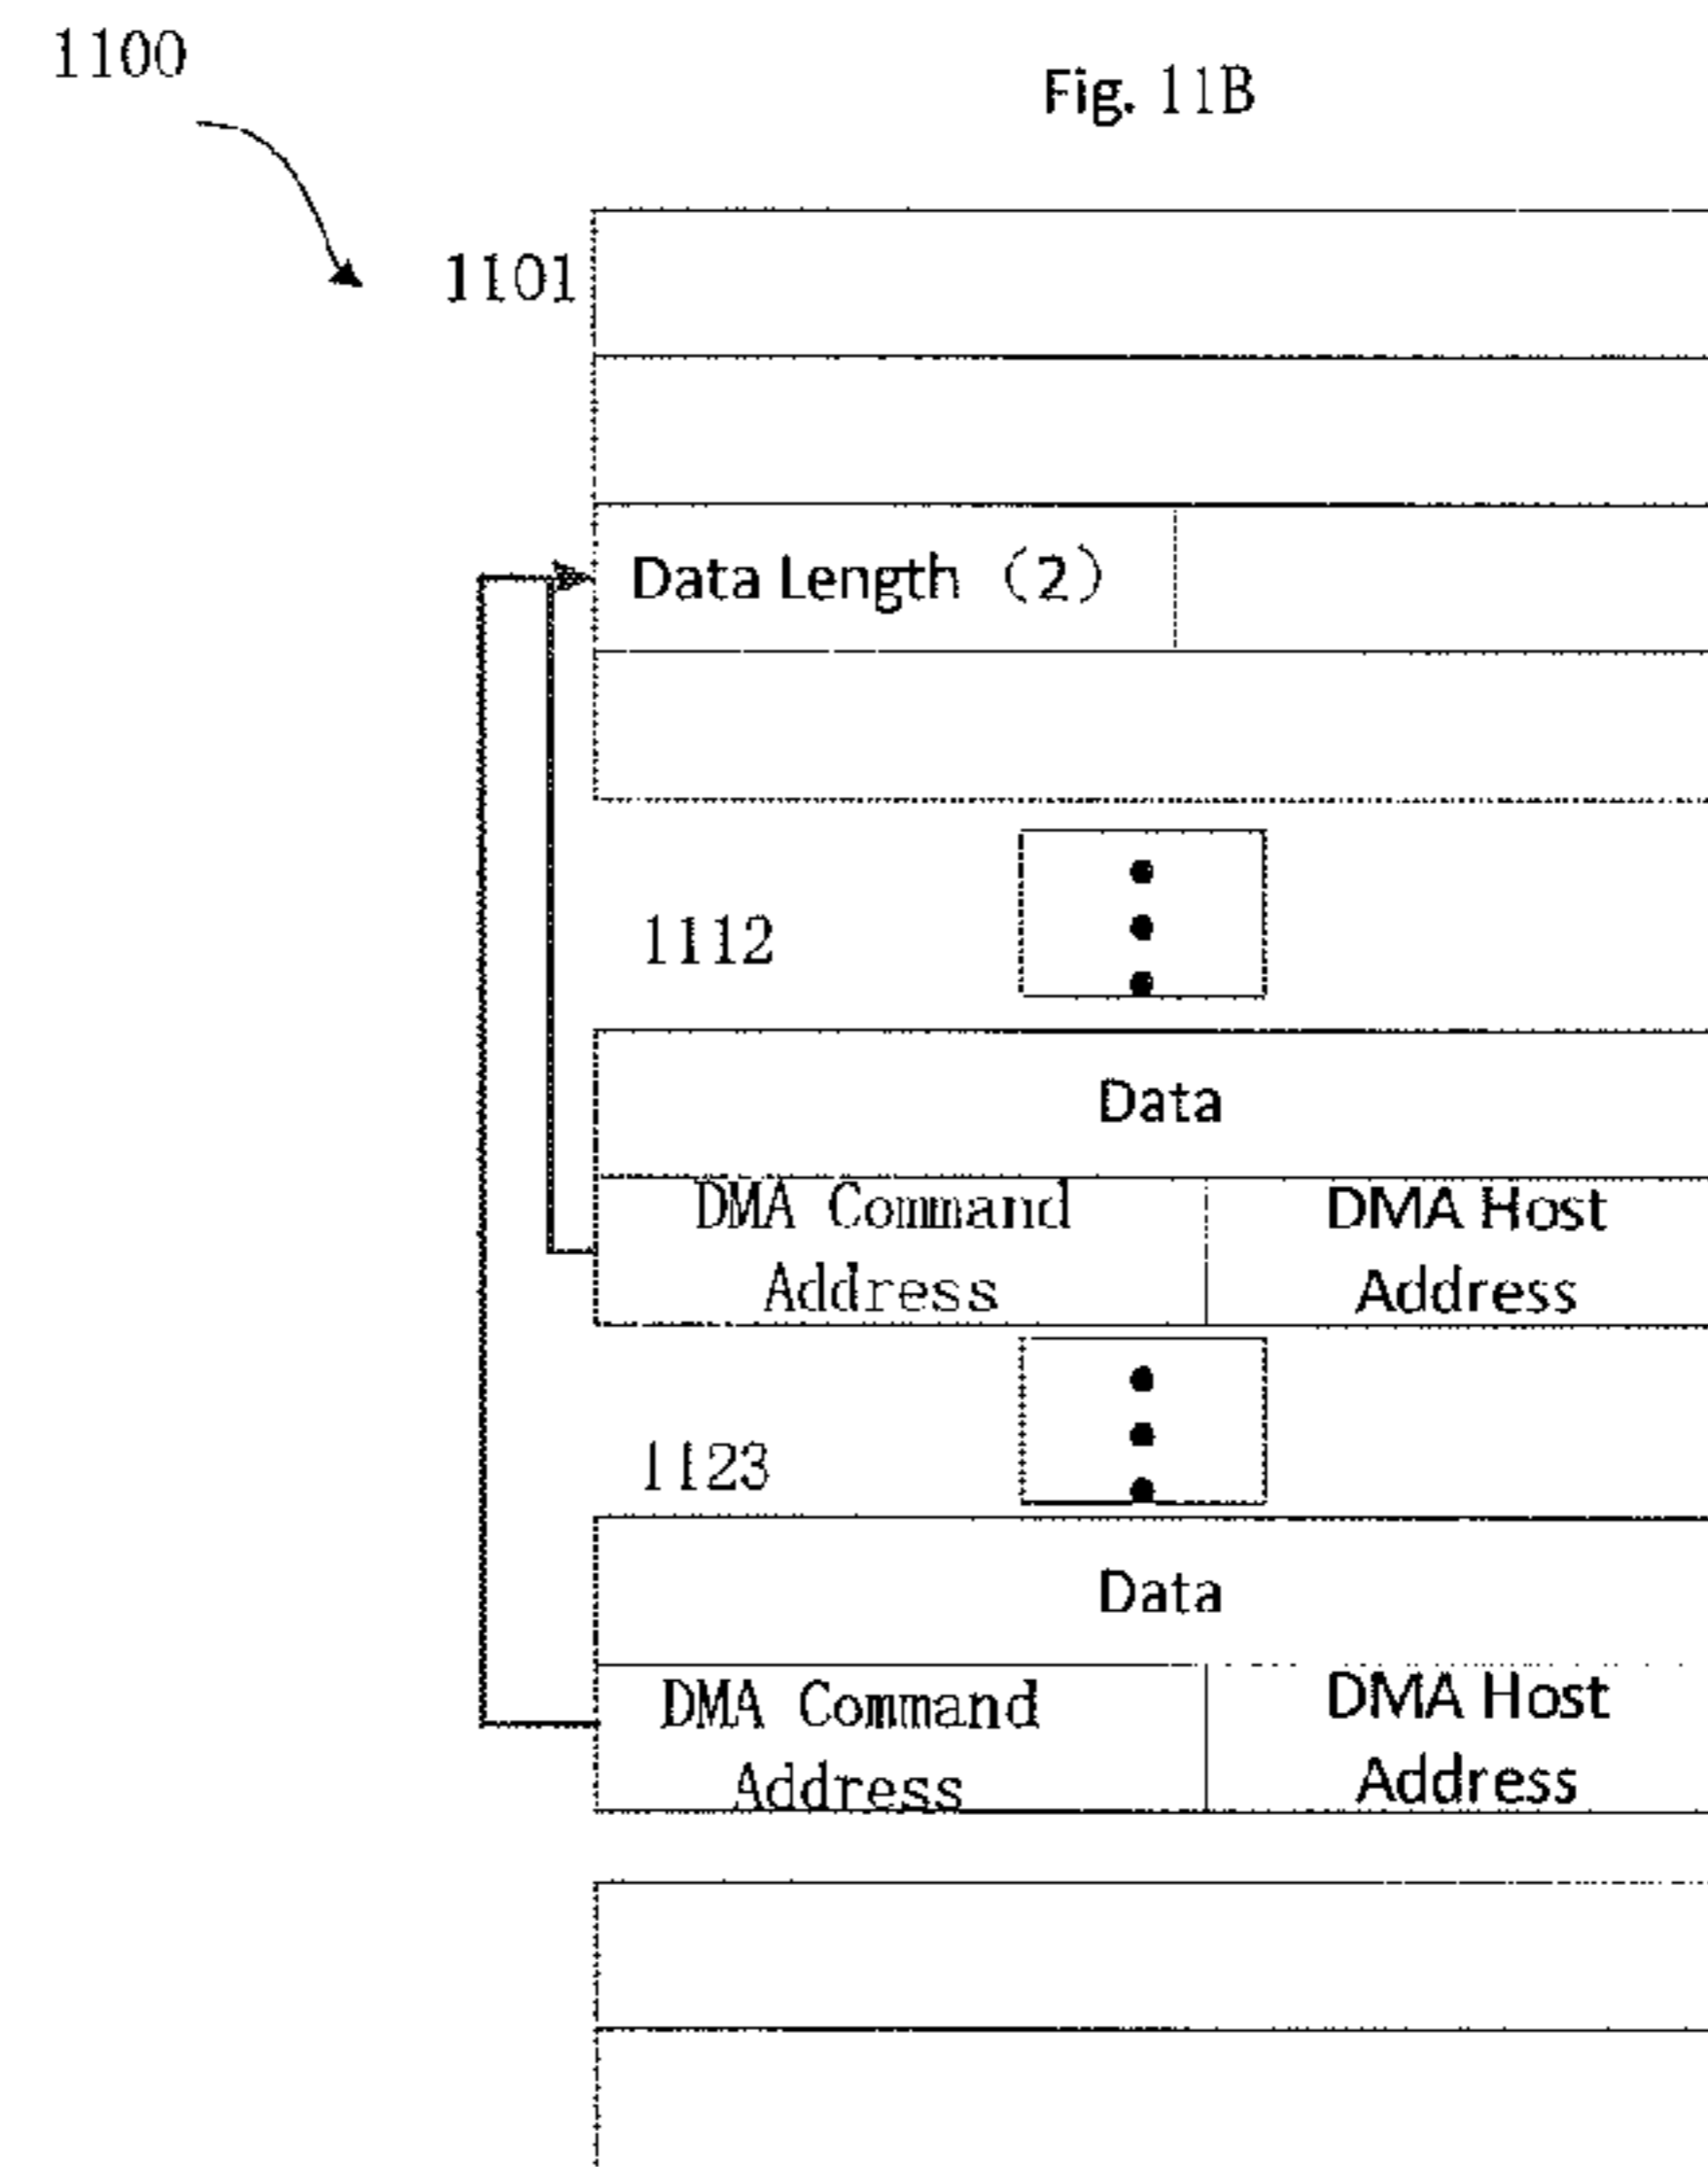 1100
Fig. 11B
1101
Data Length（2）
1112
Data
DMA Command
Address
DMA Host
Address
1123
Data
DMA Command
Address
DMA Host
Address